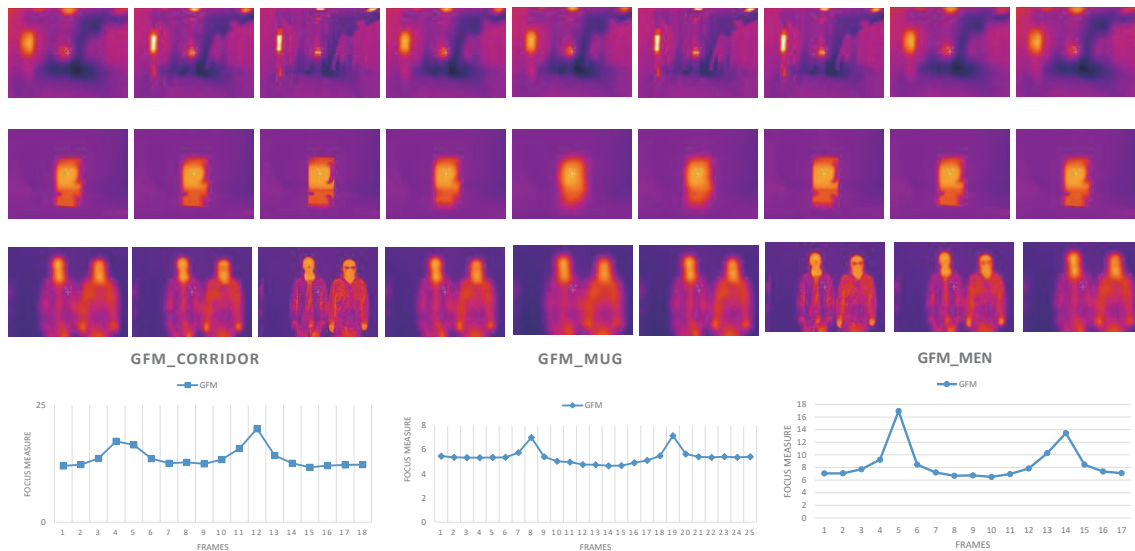 GFM_CORRIDOR
GFM
25
0
FOCUS MEASURE
1 2 3 4 5 6 7 8 9 10 11 12 13 14 15 16 17 18
FRAMES
GFM_MUG
GFM
8
6
4
2
0
FOCUS MEASURE
1 2 3 4 5 6 7 8 9 10 11 12 13 14 15 16 17 18 19 20 21 22 23 24 25
FRAMES
GFM_MEN
GFM
18
16
14
12
10
8
6
4
2
0
FOCUS MEASURE
1 2 3 4 5 6 7 8 9 10 11 12 13 14 15 16 17
FRAMES